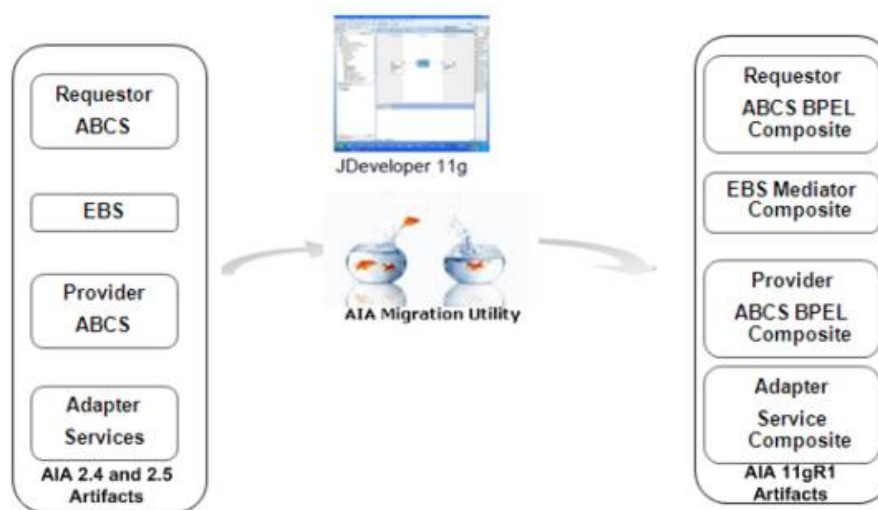 Requestor
ABCS
EBS
Provider
ABCS
Adapter
Services
AIA 2.4 and 2.5
Artifacts
JDeveloper 11g
AIA Migration Utility
Requestor
ABCS BPEL
Composite
EBS Mediator
Composite
Provider
ABCS BPEL
Composite
Adapter
Service
Composite
AIA 11gR1
Artifacts